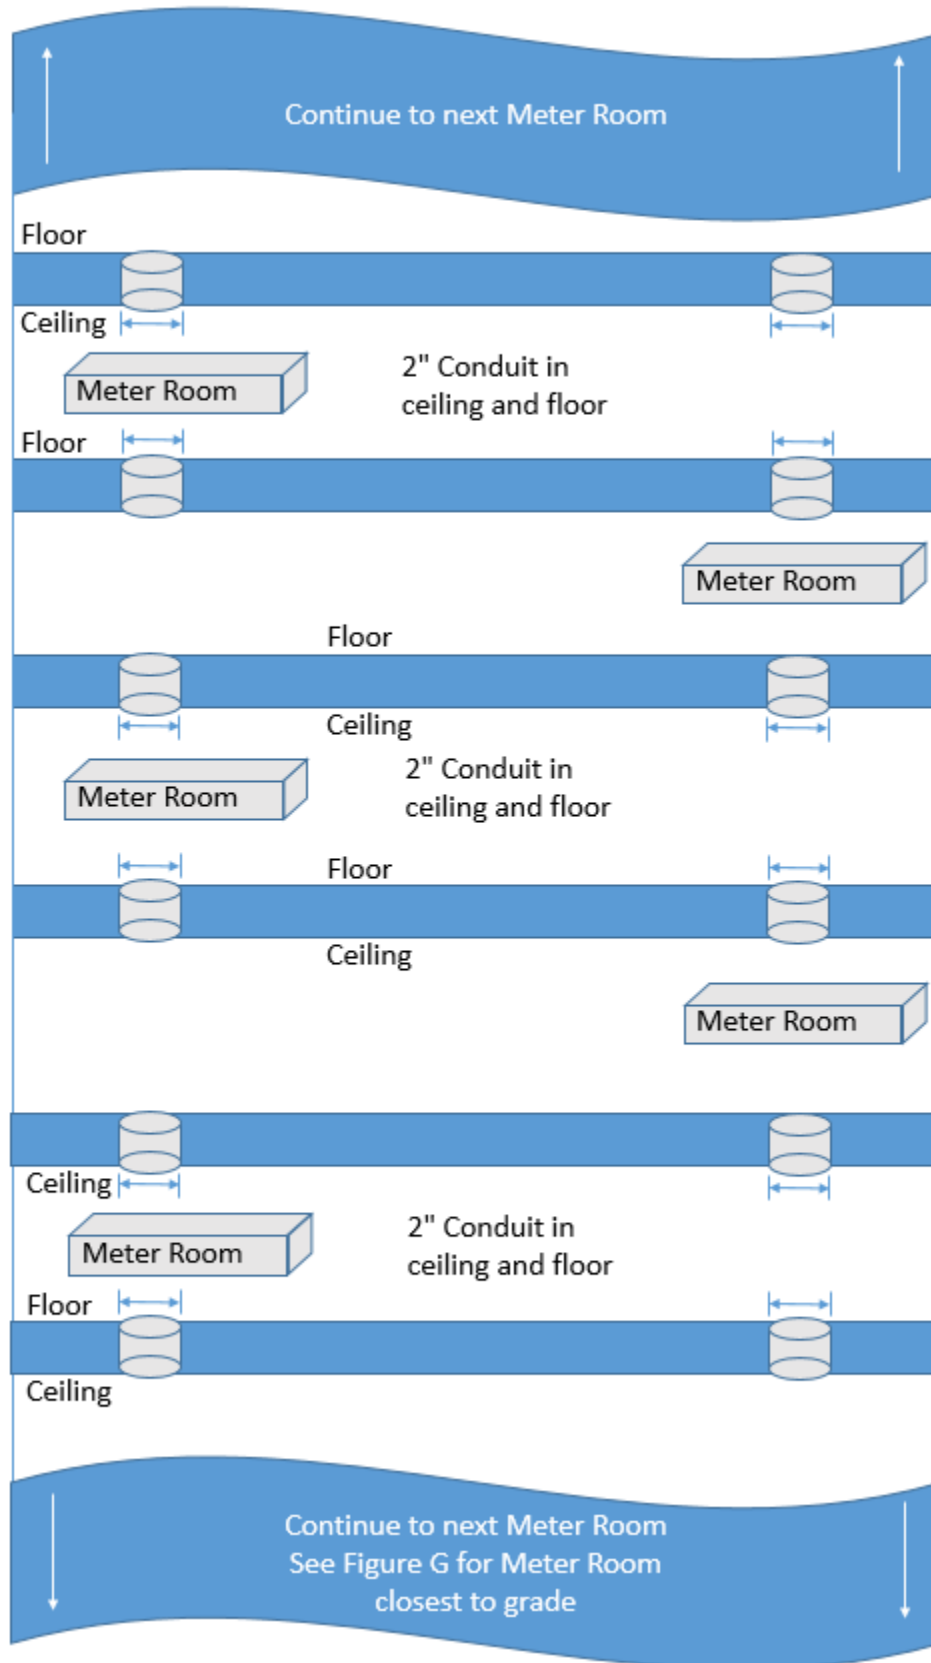 Continue to next Meter Room
Floor
Ceiling
Meter Room
2" Conduit in
ceiling and floor
Floor
Meter Room
Floor
Ceiling
Meter Room
2" Conduit in
ceiling and floor
Floor
Ceiling
Meter Room
Ceiling
Meter Room
2" Conduit in
ceiling and floor
Floor
Ceiling
Continue to next Meter Room
See Figure G for Meter Room
closest to grade